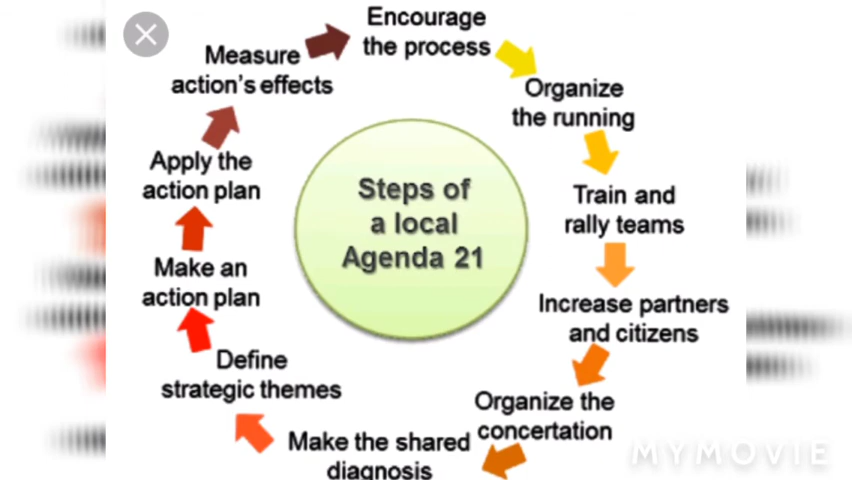 Encourage
the process
Organize
the running
Train and
rally teams
Increase partners
and citizens
Organize the
concertation
Make the shared
diagnosis
Define
strategic themes
Make an
action plan
Apply the
action plan
Measure
action's effects
Steps of
a local
Agenda 21
MYMOVIE